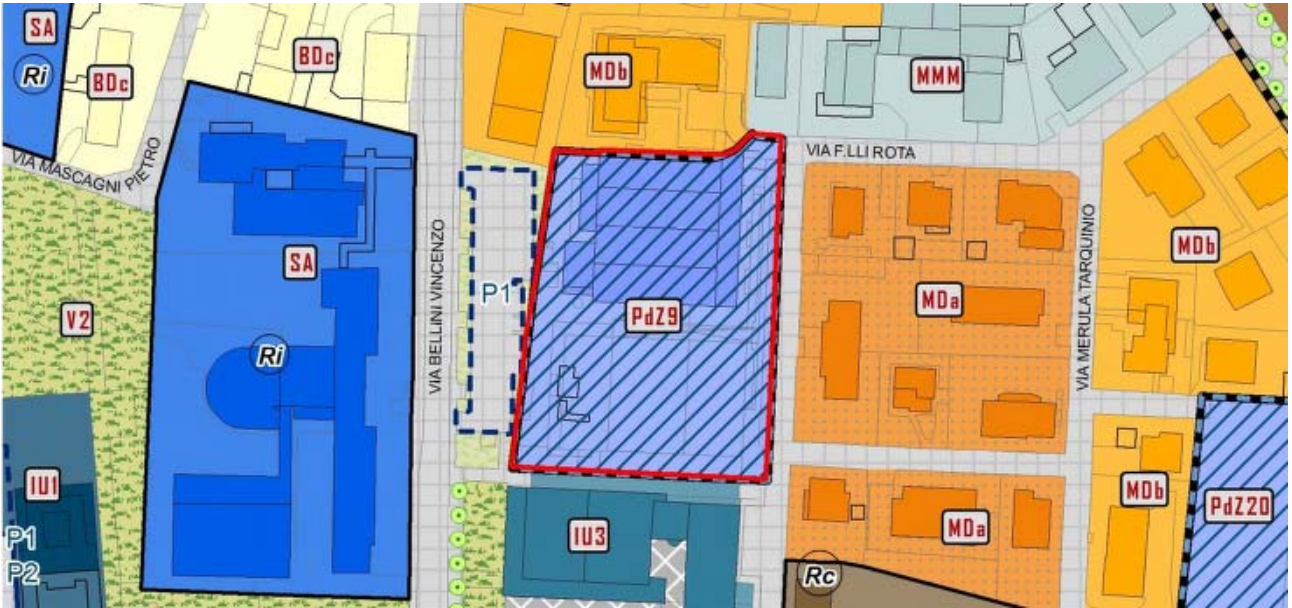 SA
Ri
BDc
BDc
MDb
MMM
VIA MASCAGNI PIETRO
VIA F.LLI ROTA
SA
VIA BELLINI VINCENZO
P1
PdZ9
MDa
VIA MERULA TARQUINIO
MDb
V2
Ri
IU1
P1
P2
IU3
MDa
Rc
MDb
PdZ20